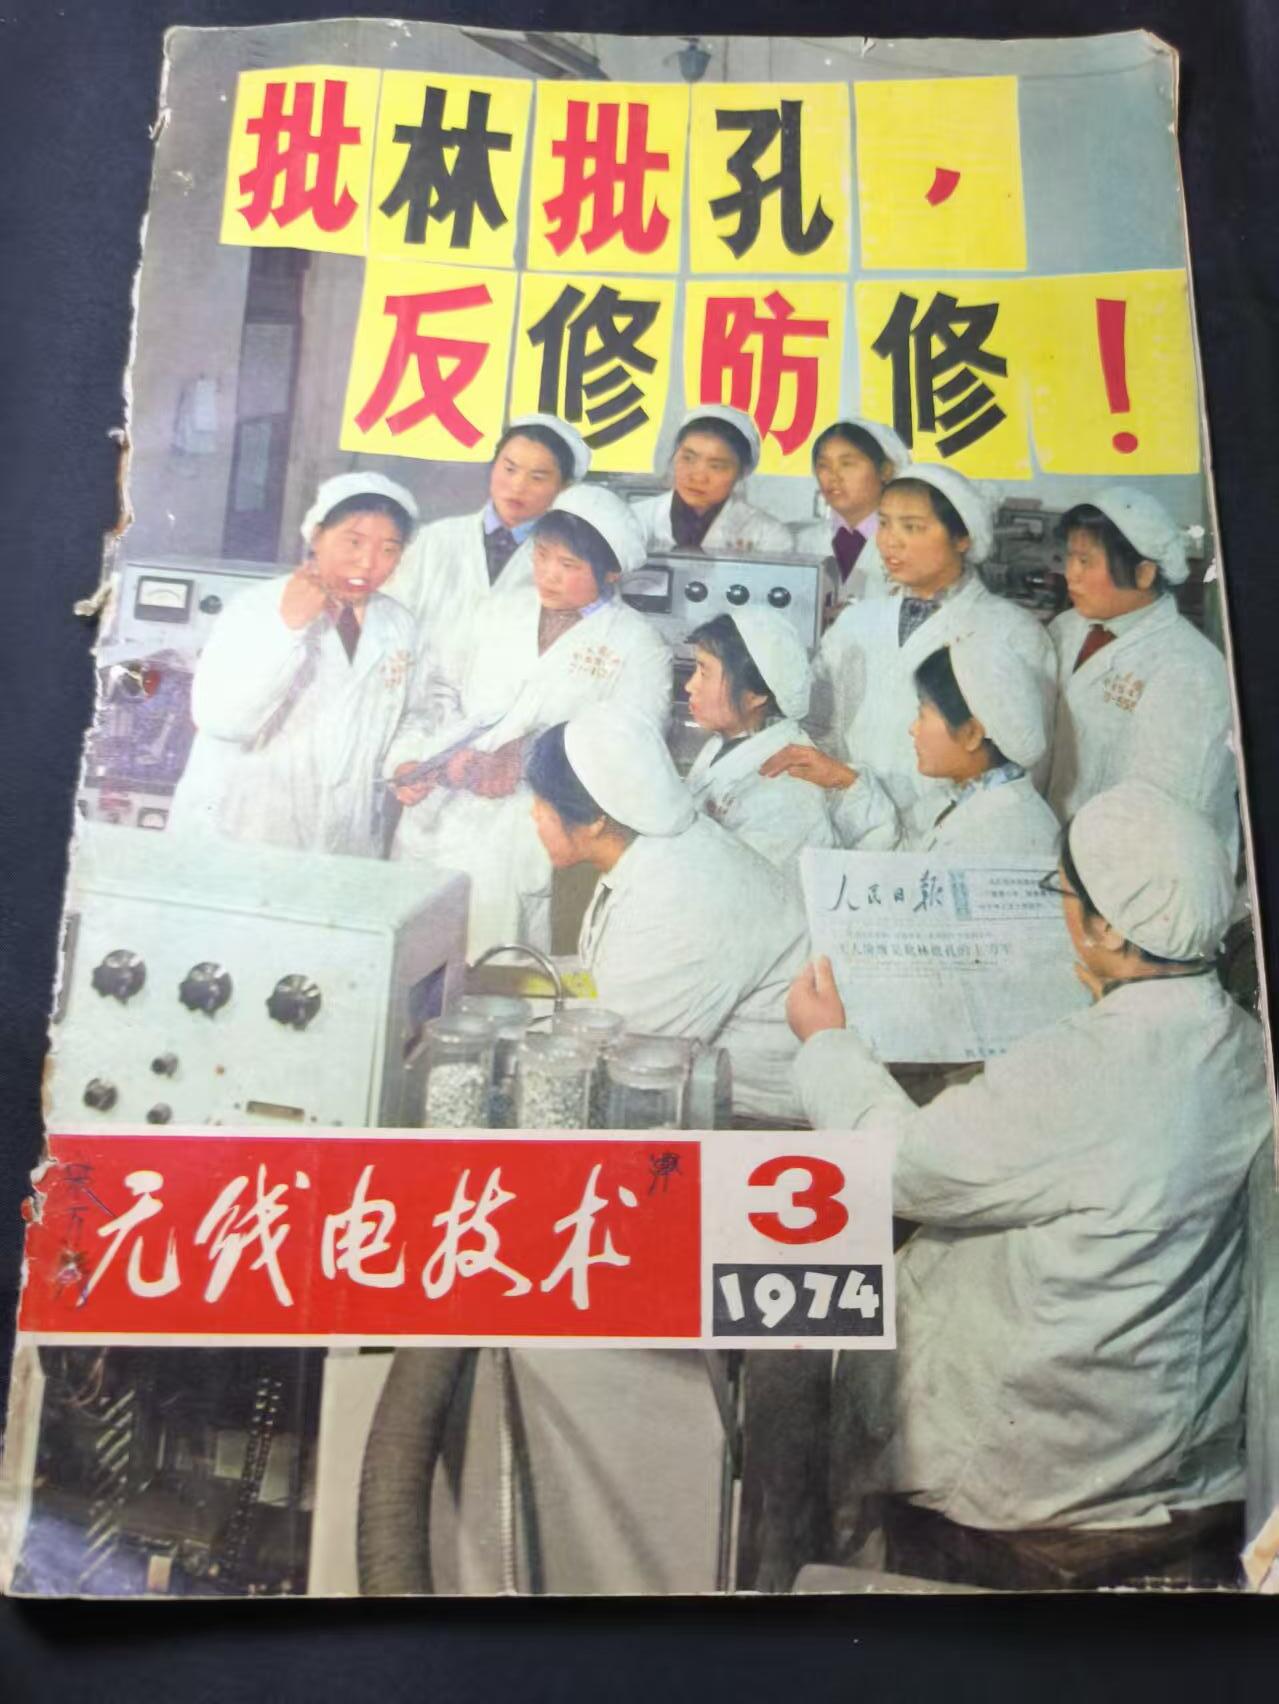 批林批孔，
反修防修！
人民日报
无线电技术
3
1974